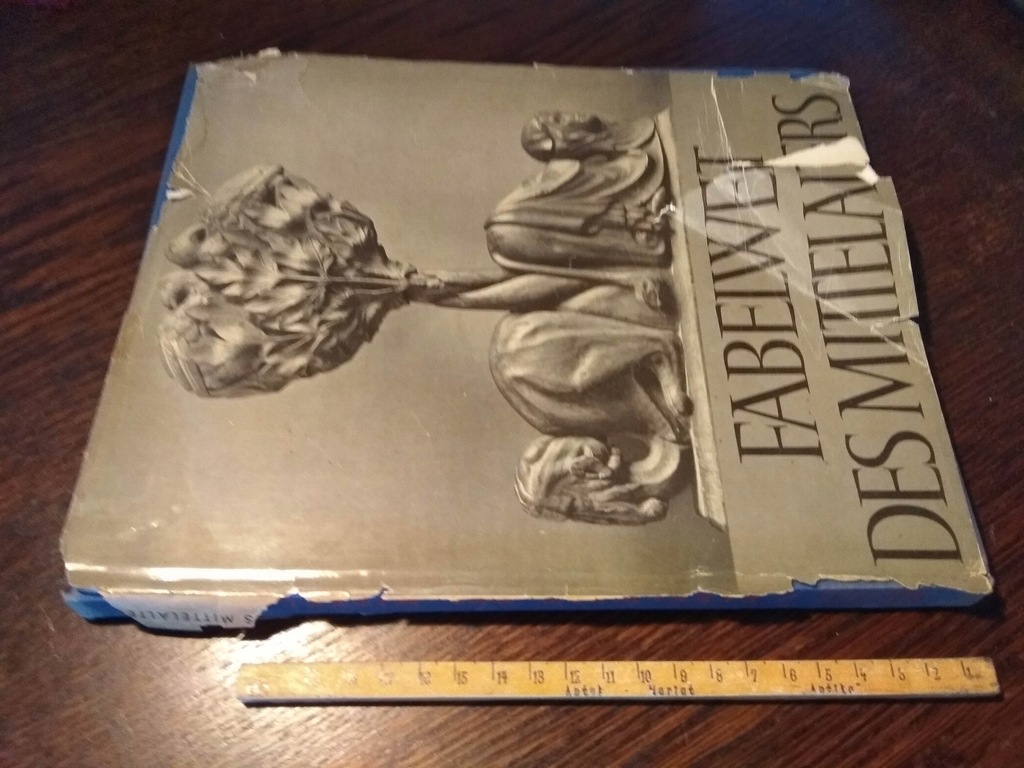 FABELWELT
DES MITTELALTERS
S MITTELALTE
15 14 13 12 11 10 9 8 7 6 5 4 3 2 1